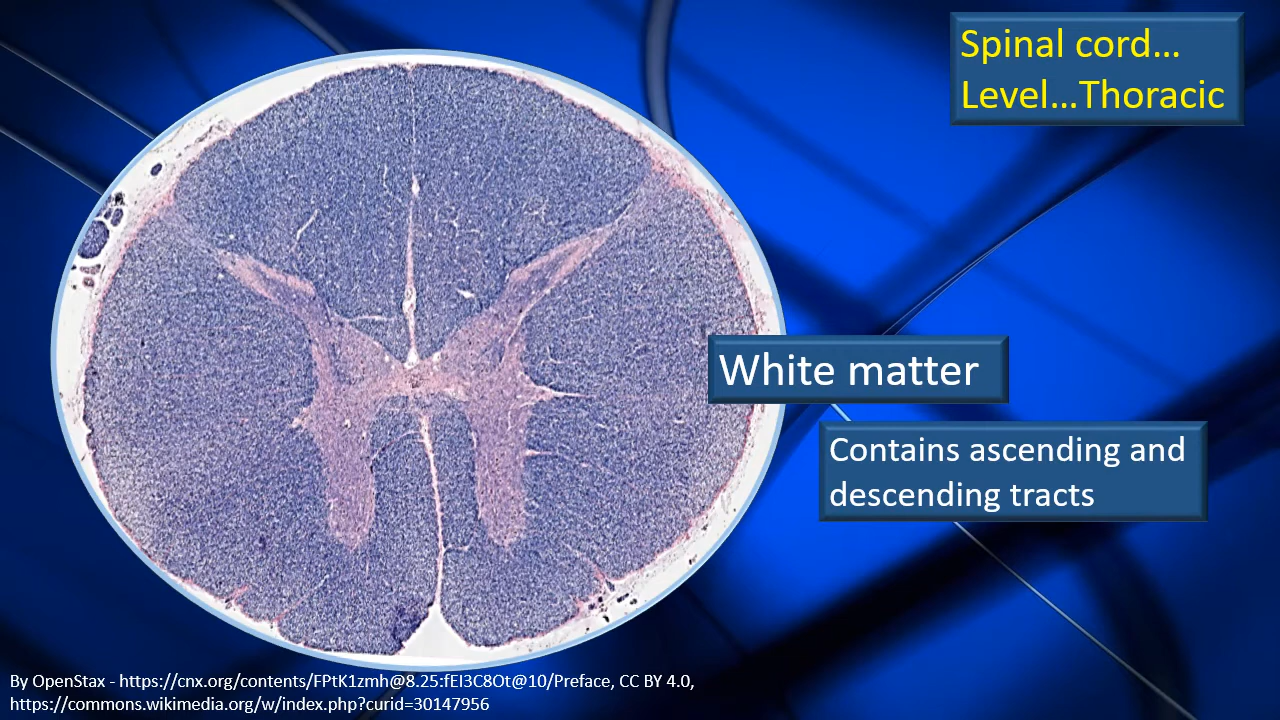 Spinal cord…
Level…Thoracic
White matter
Contains ascending and
descending tracts
By OpenStax - https://cnx.org/contents/FPtK1zmh@8.25:fEI3C8Ot@10/Preface, CC BY 4.0,
https://commons.wikimedia.org/w/index.php?curid=30147956